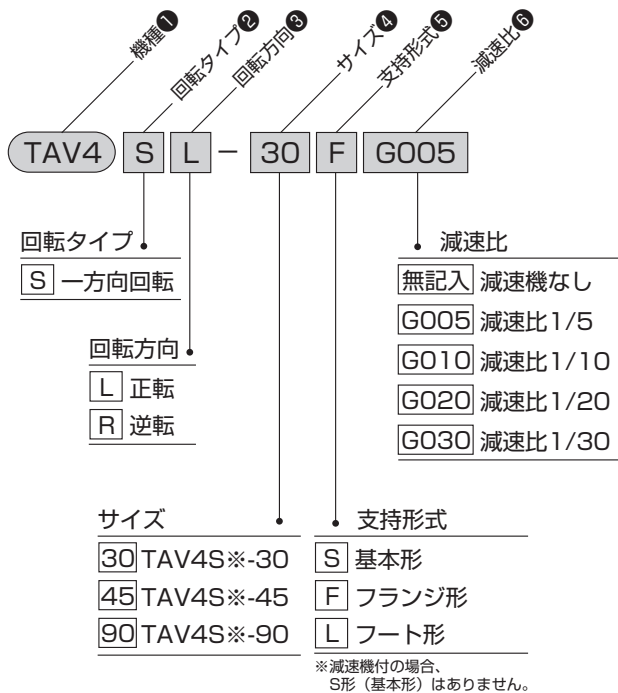 機種❶
回転タイプ❷
回転方向❸
サイズ❹
支持形式❺
減速比❻
TAV4 S L - 30 F G005
回転タイプ
S 一方向回転
回転方向
L 正転
R 逆転
減速比
無記入 減速機なし
G005 減速比1/5
G010 減速比1/10
G020 減速比1/20
G030 減速比1/30
サイズ
30 TAV4S※-30
45 TAV4S※-45
90 TAV4S※-90
支持形式
S 基本形
F フランジ形
L フート形
※減速機付の場合、
S形（基本形）はありません。